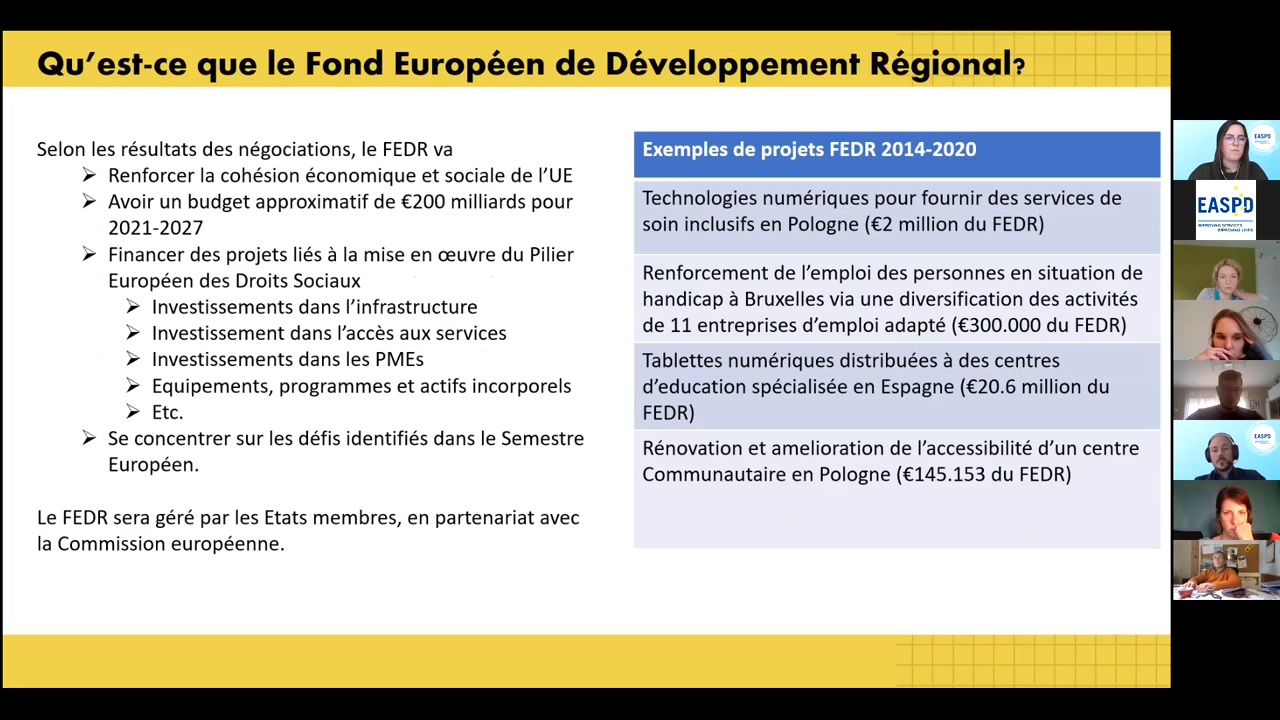 Qu’est-ce que le Fond Européen de Développement Régional?
Selon les résultats des négociations, le FEDR va
Renforcer la cohésion économique et sociale de l’UE
Avoir un budget approximatif de €200 milliards pour
2021-2027
Financer des projets liés à la mise en œuvre du Pilier
Européen des Droits Sociaux
Investissements dans l’infrastructure
Investissement dans l’accès aux services
Investissements dans les PMEs
Equipements, programmes et actifs incorporels
Etc.
Se concentrer sur les défis identifiés dans le Semestre
Européen.
Le FEDR sera géré par les Etats membres, en partenariat avec
la Commission européenne.
Exemples de projets FEDR 2014-2020
Technologies numériques pour fournir des services de
soin inclusifs en Pologne (€2 million du FEDR)
Renforcement de l’emploi des personnes en situation de
handicap à Bruxelles via une diversification des activités
de 11 entreprises d’emploi adapté (€300.000 du FEDR)
Tablettes numériques distribuées à des centres
d’education spécialisée en Espagne (€20.6 million du
FEDR)
Rénovation et amelioration de l’accessibilité d’un centre
Communautaire en Pologne (€145.153 du FEDR)
EASPD
EASPD
IMPROVING SERVICES
IMPROVING LIVES
EASPD